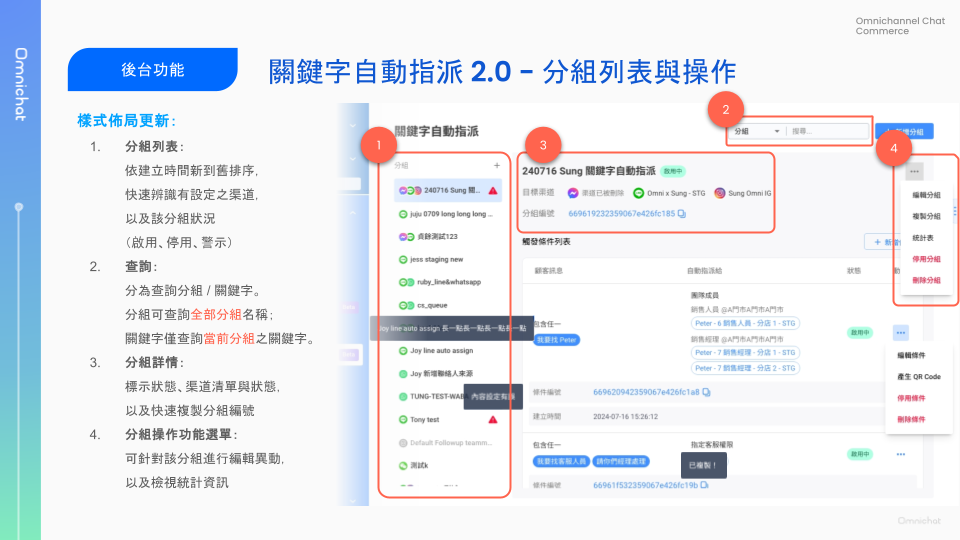 Omnichat
Omnichannel Chat
Commerce
後台功能
關鍵字自動指派 2.0 - 分組列表與操作
樣式佈局更新：
1. 分組列表：
依建立時間新到舊排序，
快速辨識有設定之渠道，
以及該分組狀況
（啟用、停用、警示）
2. 查詢：
分為查詢分組 / 關鍵字。
分組可查詢全部分組名稱；
關鍵字僅查詢當前分組之關鍵字。
3. 分組詳情：
標示狀態、渠道清單與狀態，
以及快速複製分組編號
4. 分組操作功能選單：
可針對該分組進行編輯異動，
以及檢視統計資訊
關鍵字自動指派
2
分組
搜尋...
1
分組
240716 Sung 關...
juju 0709 long long long ...
貞餘測試123
jess staging new
ruby_line&whatsapp
cs_queue
Joy line auto assign 長一點長一點長一點長一點
Joy line auto assign
Joy 新增聯絡人來源
TUNG-TEST-WAB
內容設定有誤
Tony test
Default Followup teamm...
測試k
3
240716 Sung 關鍵字自動指派 啟用中
目標渠道 渠道已被刪除 Omni x Sung - STG Sung Omni IG
分組編號 669619232359067e426fc185
觸發條件列表
顧客訊息 自動指派給 狀態
團隊成員
銷售人員 @A門市A門市A門市
Peter - 6 銷售人員 - 分店 1 - STG
包含任一
我要找 Peter
銷售經理 @A門市A門市A門市
Peter - 7 銷售經理 - 分店 1 - STG
Peter - 7 銷售經理 - 分店 2 - STG
啟用中
條件編號 669620942359067e426fc1a8
建立時間 2024-07-16 15:26:12
包含任一 指定客服權限
我要找客服人員 請你們經理處理
已複製！
啟用中
條件編號 66961f532359067e426fc19b
4
編輯分組
複製分組
統計表
停用分組
刪除分組
編輯條件
產生 QR Code
停用條件
刪除條件
Omnichat